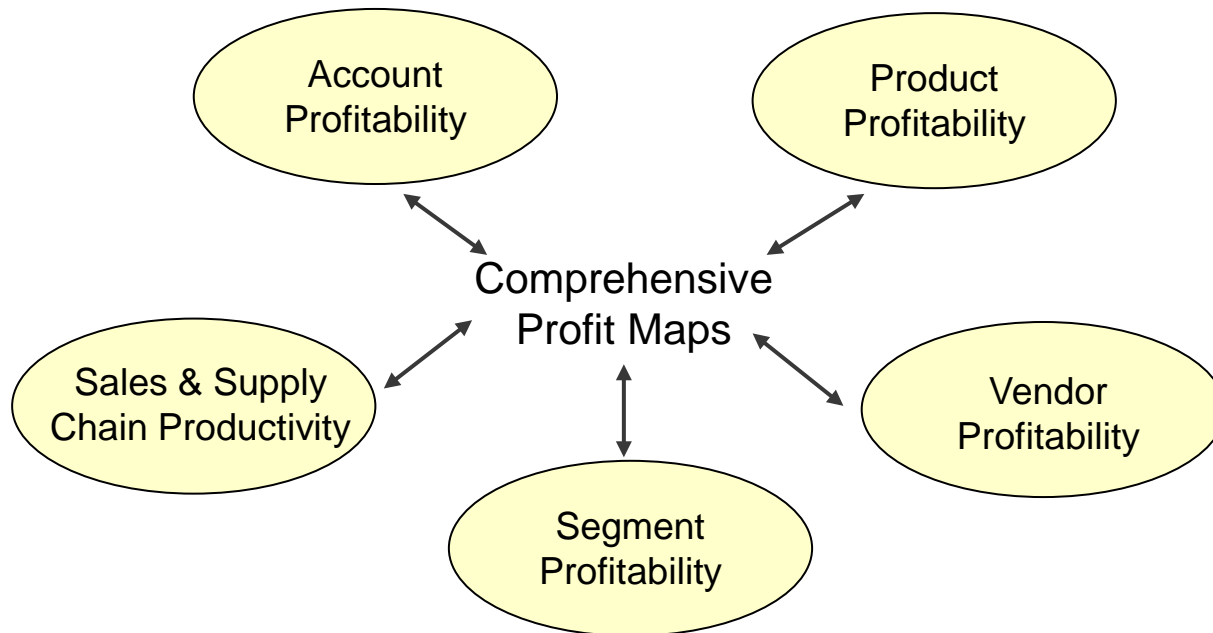 Account
Profitability
Product
Profitability
Comprehensive
Profit Maps
Sales & Supply
Chain Productivity
Vendor
Profitability
Segment
Profitability